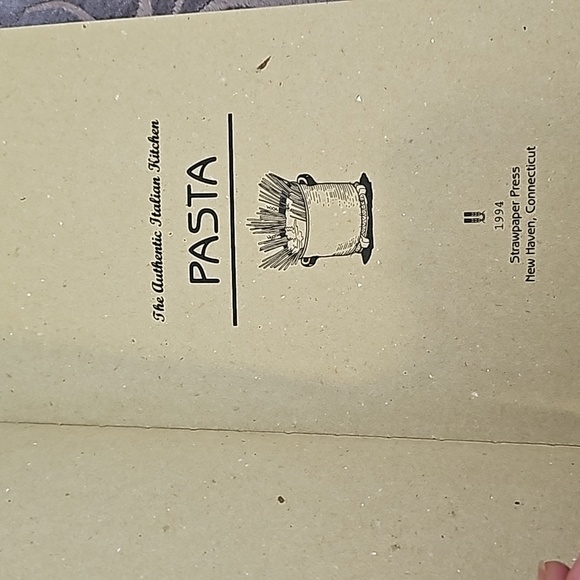 The Authentic Italian Kitchen
PASTA
1994
Strawpaper Press
New Haven, Connecticut